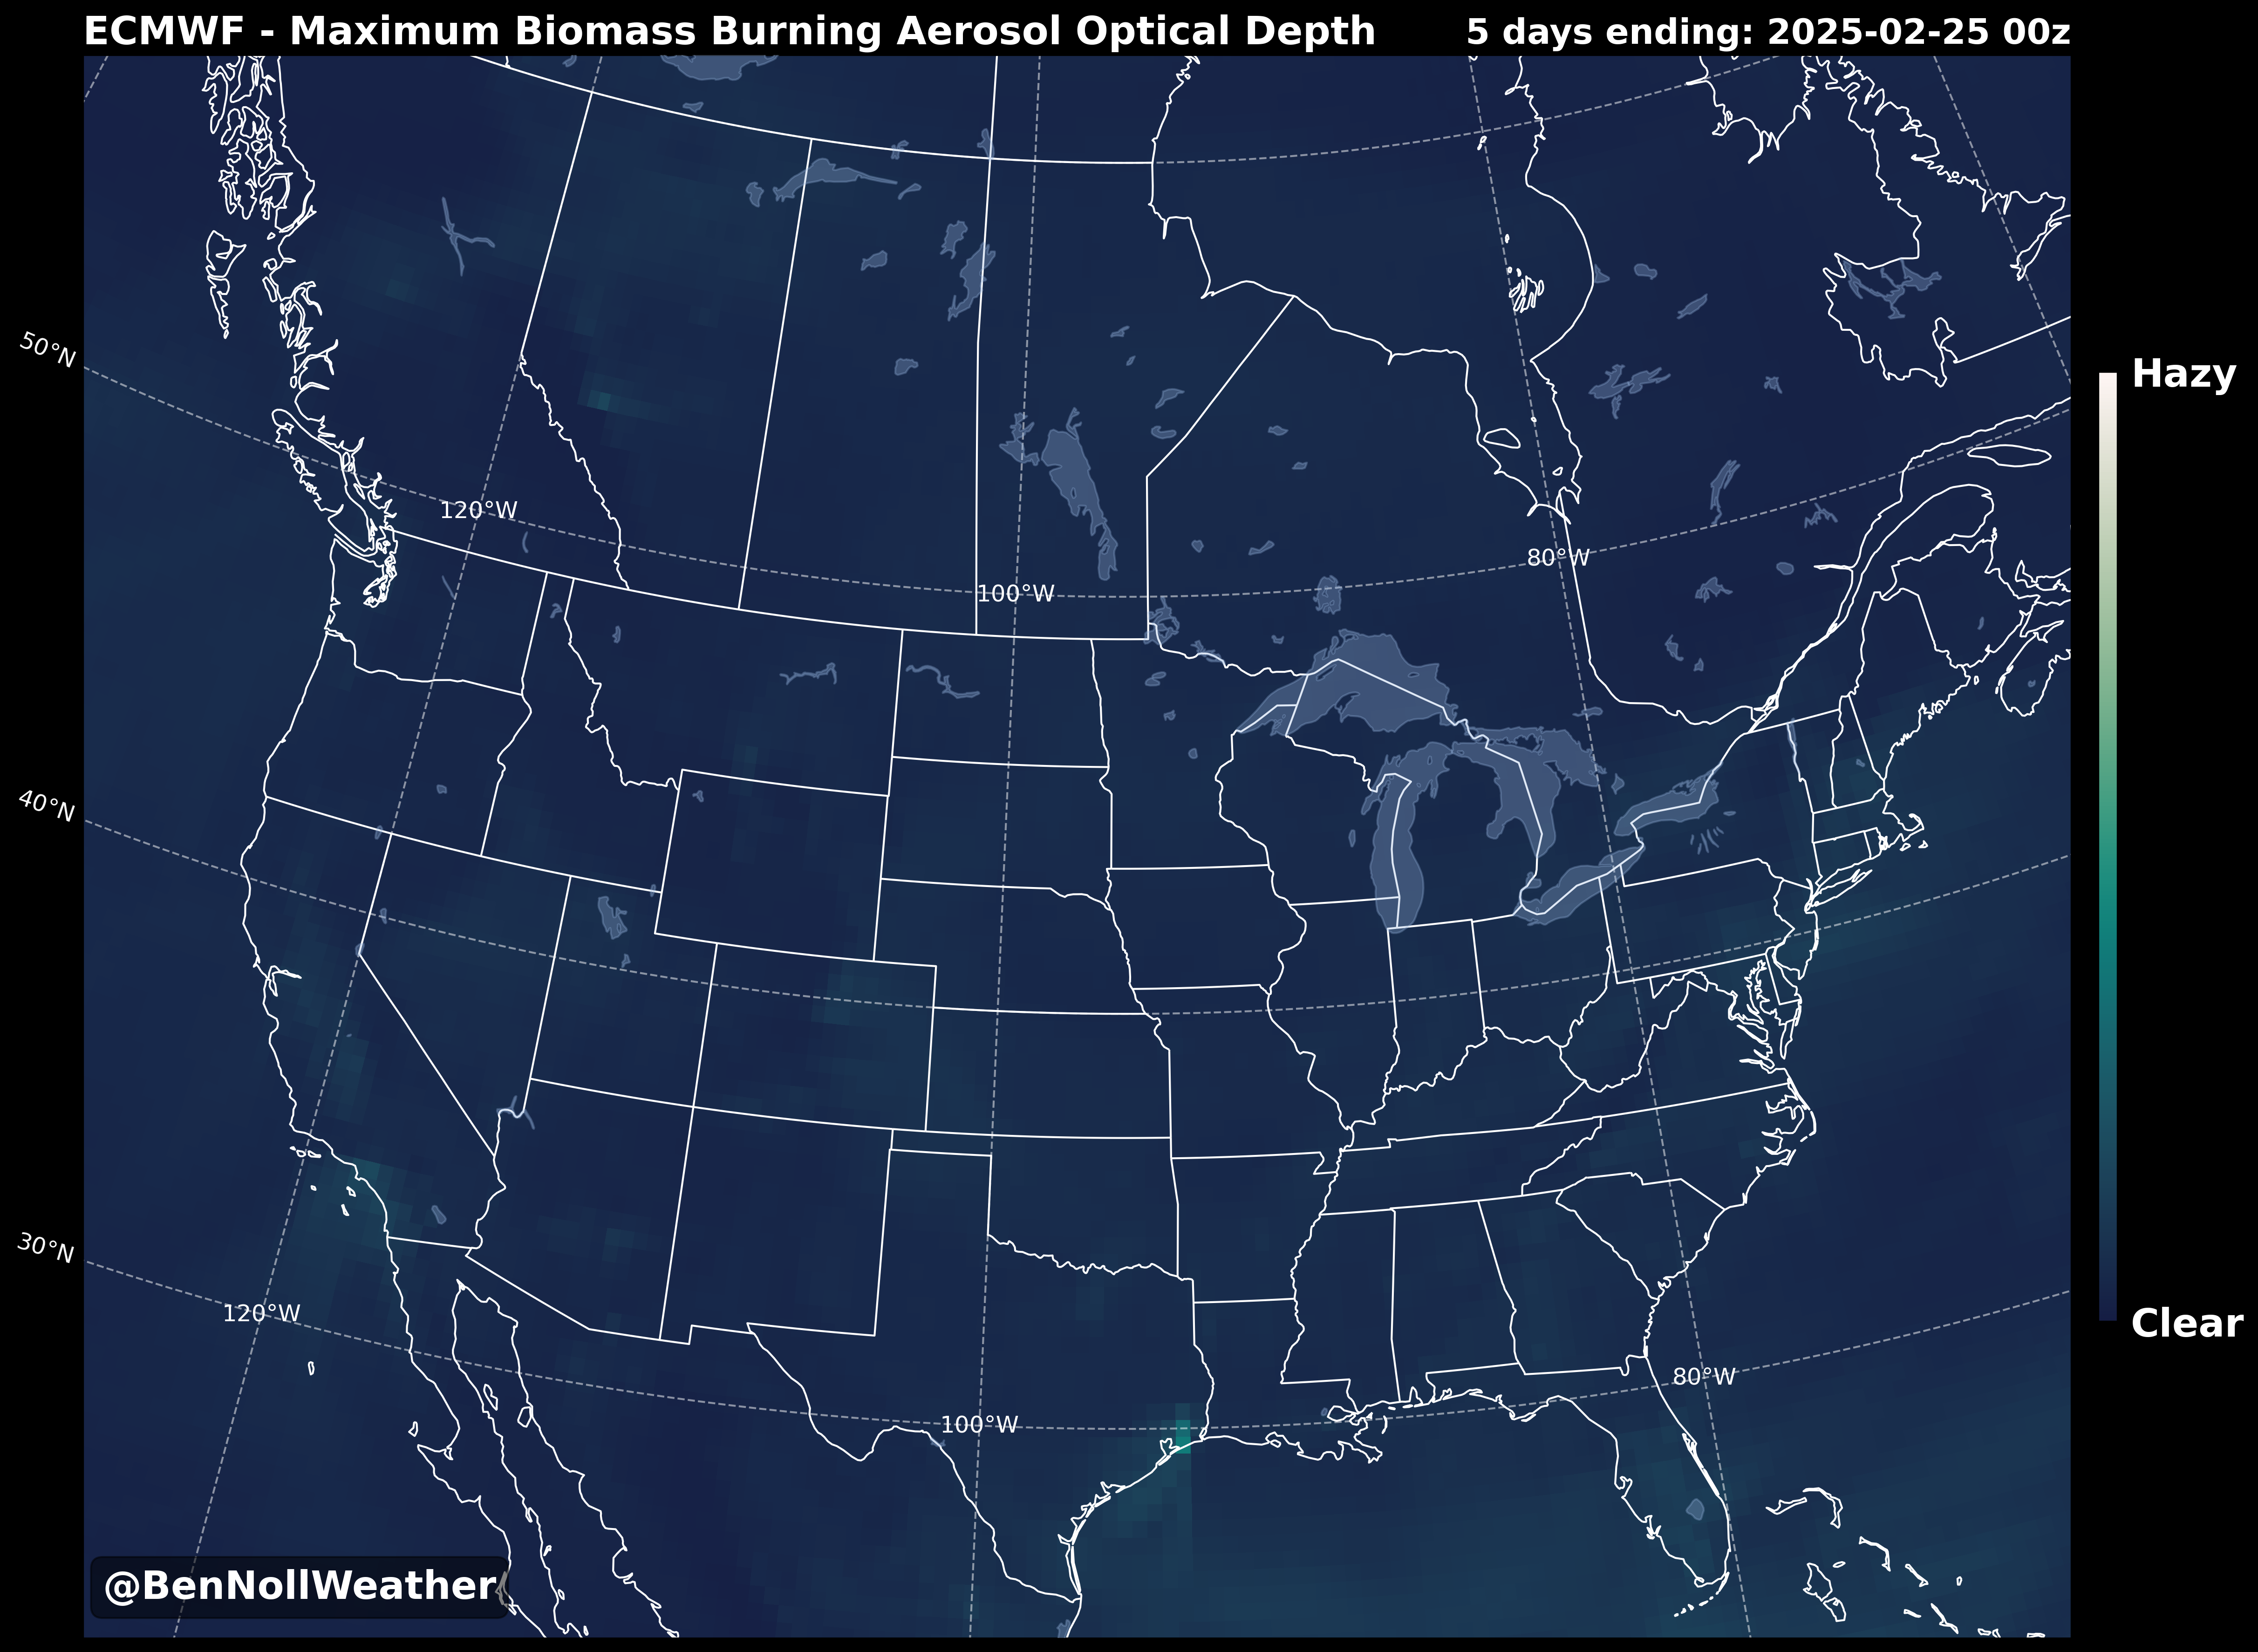 ECMWF - Maximum Biomass Burning Aerosol Optical Depth
5 days ending: 2025-02-25 00z
50°N
Hazy
120°W
80°W
100°W
40°N
30°N
120°W
Clear
80°W
100°W
@BenNollWeather